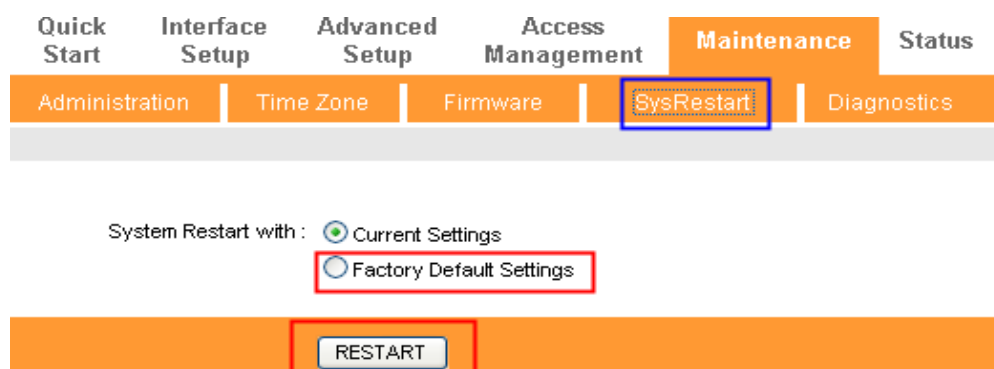 Quick Start Interface Setup Advanced Setup Access Management Maintenance Status
Administration Time Zone Firmware SysRestart Diagnostics
System Restart with : Current Settings
Factory Default Settings
RESTART